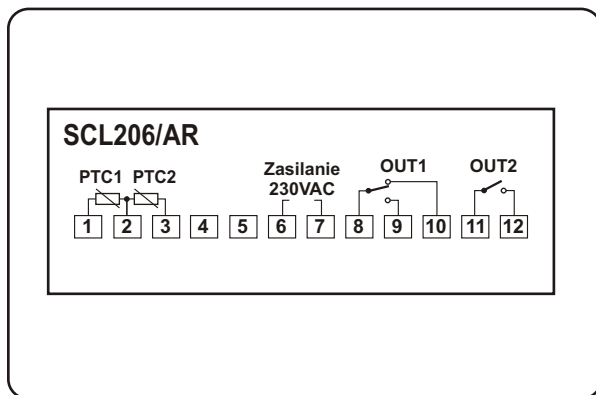 SCL206/AR
PTC1 PTC2 Zasilanie 230VAC OUT1 OUT2
1 2 3 4 5 6 7 8 9 10 11 12